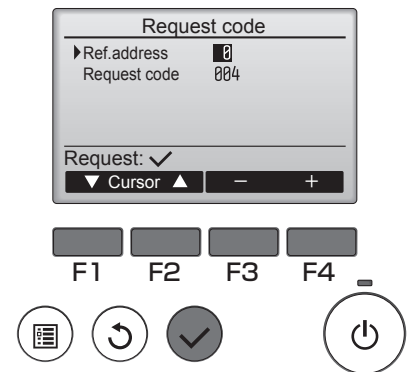 Request code
Ref.address 0
Request code 004
Request: ✓
▼ Cursor ▲ − +
F1 F2 F3 F4